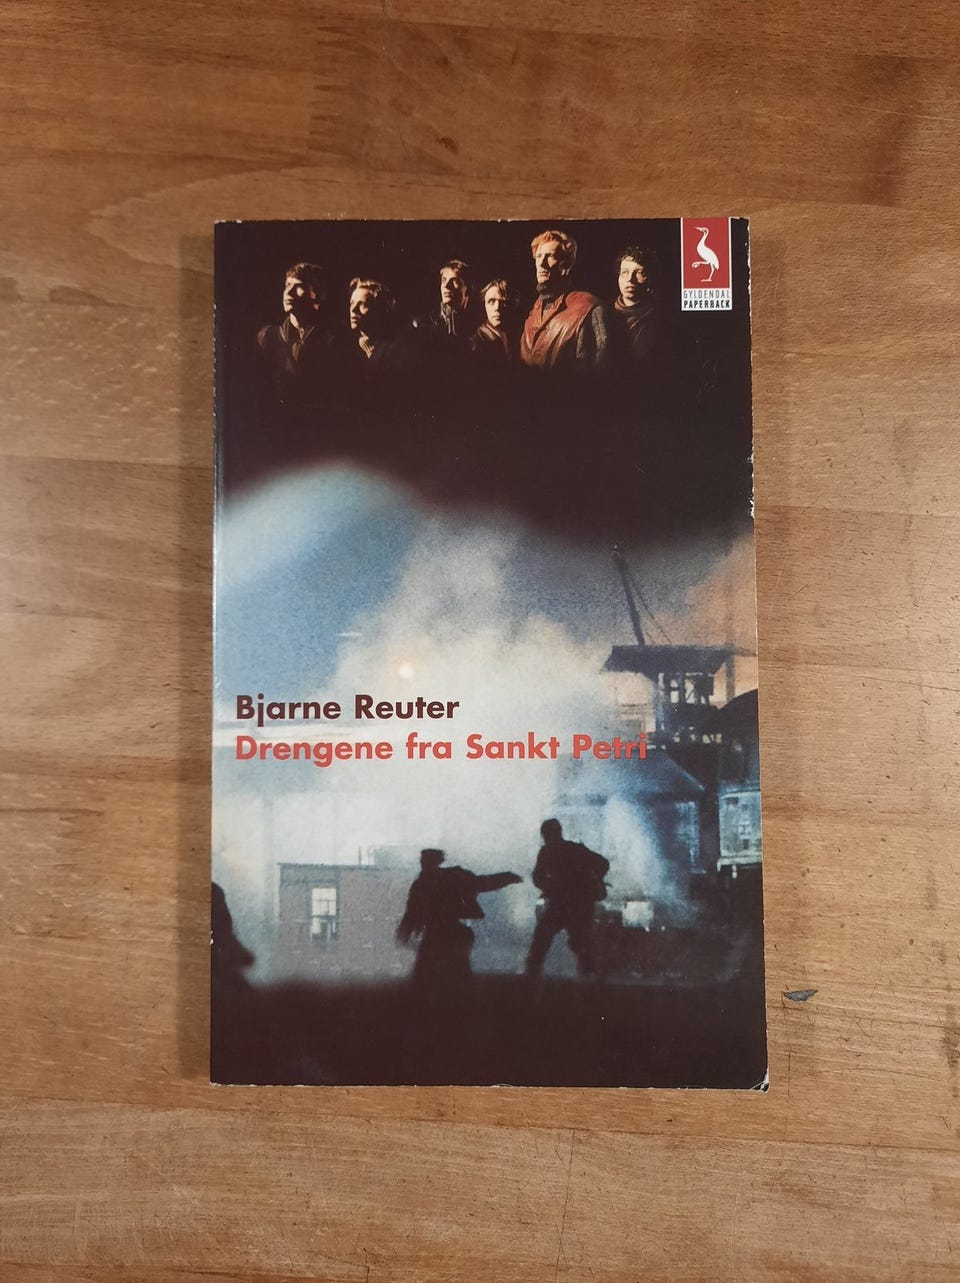 GYLDENDAL
PAPERBACK
Bjarne Reuter
Drengene fra Sankt Petri